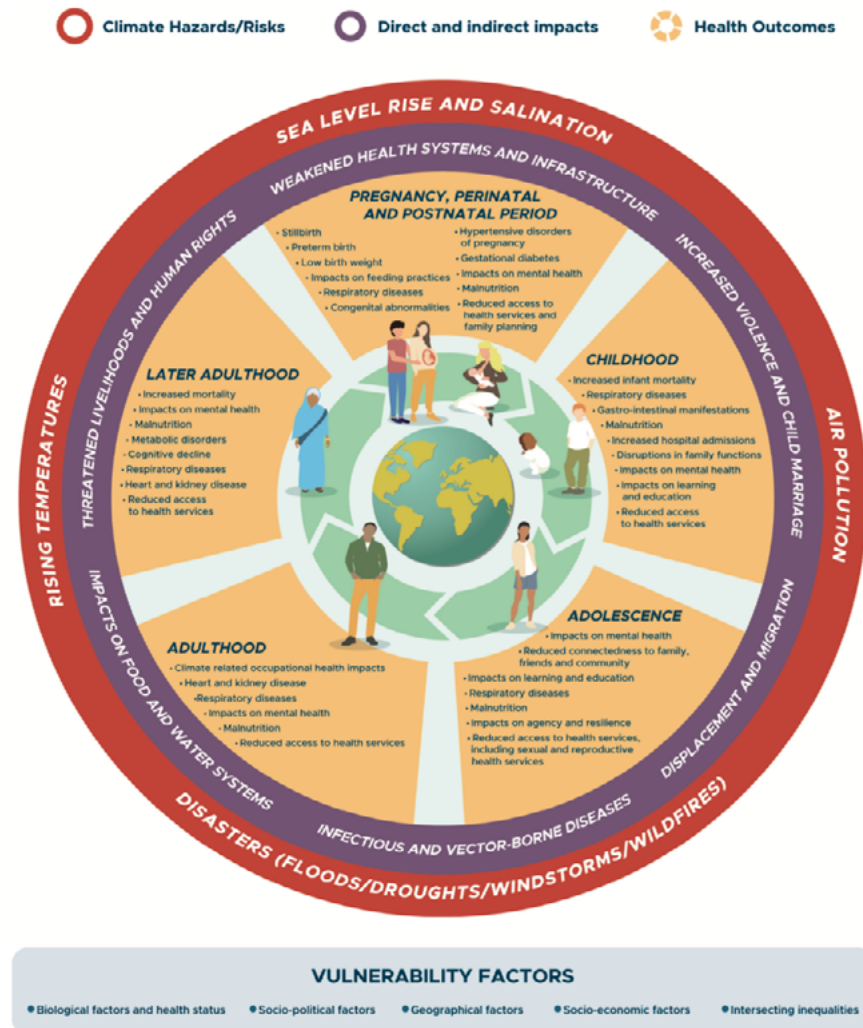 Climate Hazards/Risks
Direct and indirect impacts
Health Outcomes
SEA LEVEL RISE AND SALINATION
AIR POLLUTION
DISASTERS (FLOODS/DROUGHTS/WINDSTORMS/WILDFIRES)
RISING TEMPERATURES
WEAKENED HEALTH SYSTEMS AND INFRASTRUCTURE
INCREASED VIOLENCE AND CHILD MARRIAGE
DISPLACEMENT AND MIGRATION
INFECTIOUS AND VECTOR-BORNE DISEASES
IMPACTS ON FOOD AND WATER SYSTEMS
THREATENED LIVELIHOODS AND HUMAN RIGHTS
PREGNANCY, PERINATAL
AND POSTNATAL PERIOD
• Stillbirth
• Preterm birth
• Low birth weight
• Impacts on feeding practices
• Respiratory diseases
• Congenital abnormalities
• Hypertensive disorders
of pregnancy
• Gestational diabetes
• Impacts on mental health
• Malnutrition
• Reduced access to
health services and
family planning
CHILDHOOD
• Increased infant mortality
• Respiratory diseases
• Gastro-intestinal manifestations
• Malnutrition
• Increased hospital admissions
• Disruptions in family functions
• Impacts on mental health
• Impacts on learning
and education
• Reduced access
to health services
ADOLESCENCE
• Impacts on mental health
• Reduced connectedness to family,
friends and community
• Impacts on learning and education
• Respiratory diseases
• Malnutrition
• Impacts on agency and resilience
• Reduced access to health services,
including sexual and reproductive
health services
ADULTHOOD
• Climate related occupational health impacts
• Heart and kidney disease
• Respiratory diseases
• Impacts on mental health
• Malnutrition
• Reduced access to health services
LATER ADULTHOOD
• Increased mortality
• Impacts on mental health
• Malnutrition
• Metabolic disorders
• Cognitive decline
• Respiratory diseases
• Heart and kidney disease
• Reduced access
to health services
VULNERABILITY FACTORS
• Biological factors and health status
• Socio-political factors
• Geographical factors
• Socio-economic factors
• Intersecting inequalities